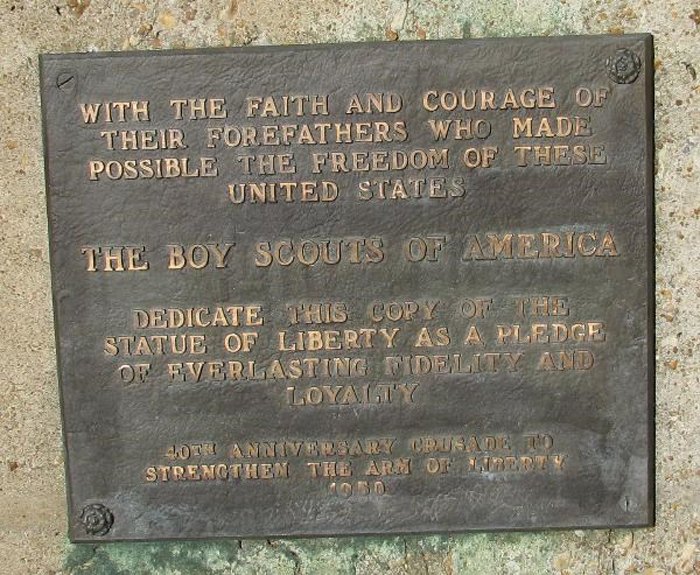 WITH THE FAITH AND COURAGE OF
THEIR FOREFATHERS WHO MADE
POSSIBLE THE FREEDOM OF THESE
UNITED STATES
THE BOY SCOUTS OF AMERICA
DEDICATE THIS COPY OF THE
STATUE OF LIBERTY AS A PLEDGE
OF EVERLASTING FIDELITY AND
LOYALTY
40TH ANNIVERSARY CRUSADE TO
STRENGTHEN THE ARM OF LIBERTY
1950